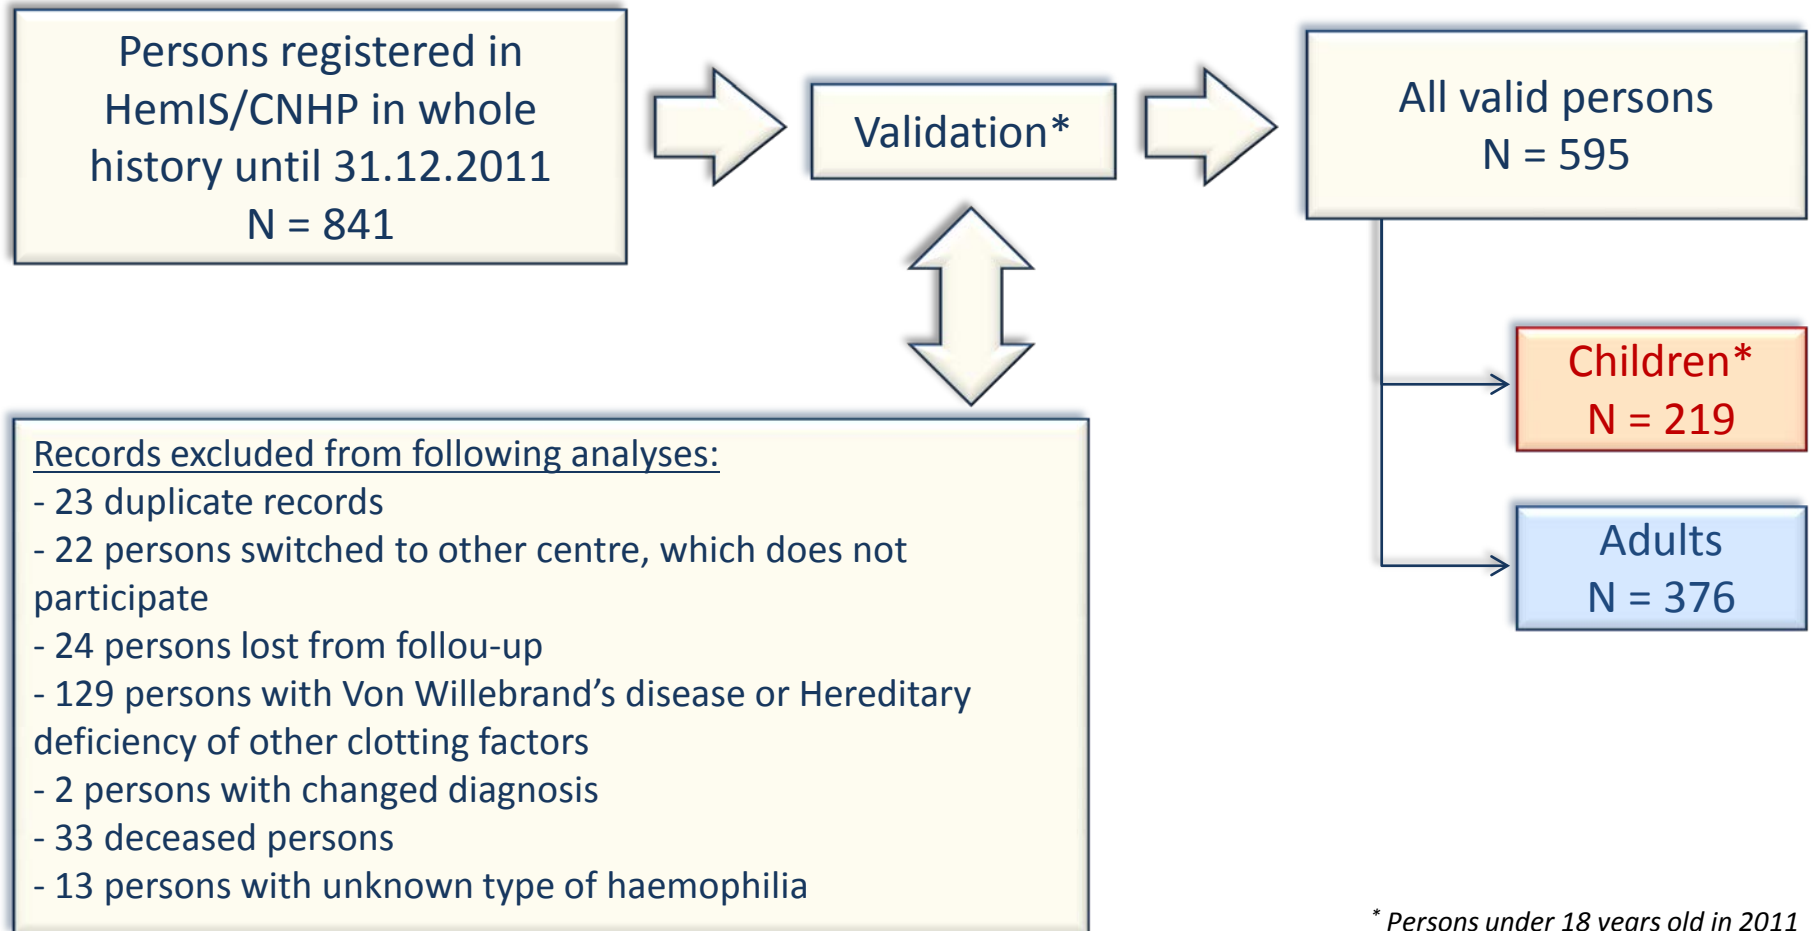 Persons registered in
HemIS/CNHP in whole
history until 31.12.2011
N = 841
Validation*
All valid persons
N = 595
Children*
N = 219
Adults
N = 376
Records excluded from following analyses:
- 23 duplicate records
- 22 persons switched to other centre, which does not
participate
- 24 persons lost from follou-up
- 129 persons with Von Willebrand’s disease or Hereditary
deficiency of other clotting factors
- 2 persons with changed diagnosis
- 33 deceased persons
- 13 persons with unknown type of haemophilia
* Persons under 18 years old in 2011